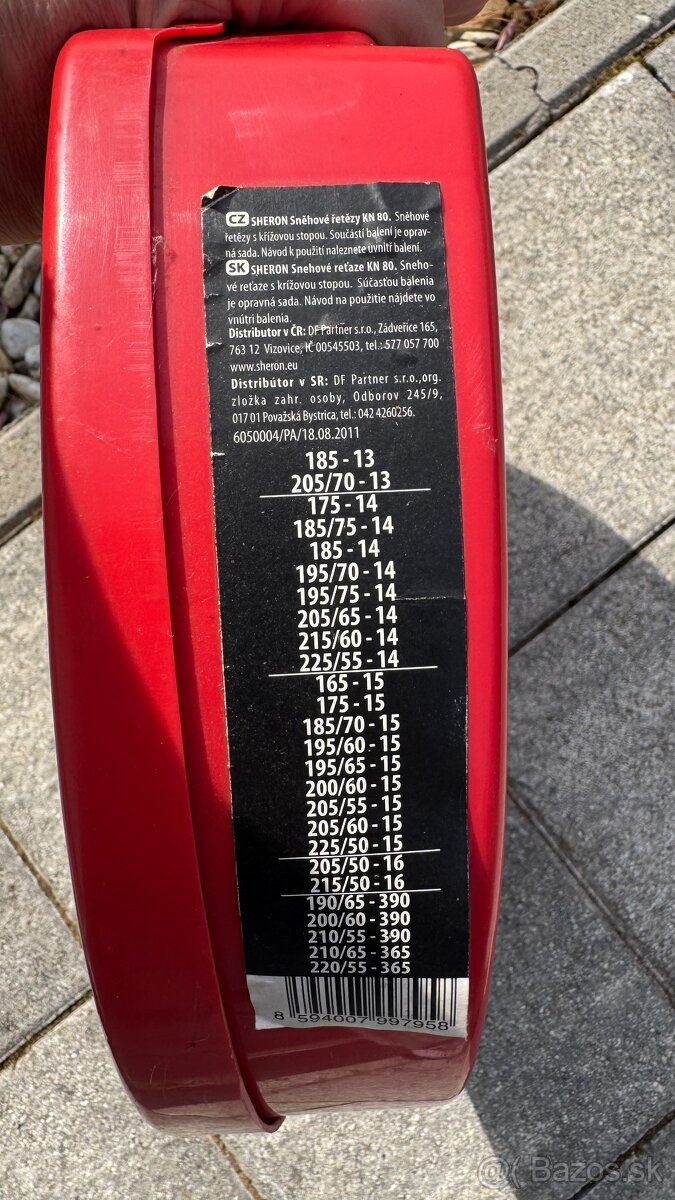 CZ SHERON Sněhové řetězy KN 80. Sněhové
řetězy s křížovou stopou. Součástí balení je oprav-
ná sada. Návod k použití naleznete uvnitř balení.
SK SHERON Snehové reťaze KN 80. Sneho-
vé reťaze s krížovou stopou. Súčasťou balenia
je opravná sada. Návod na použitie nájdete vo
vnútri balenia.
Distributor v ČR: DF Partner s.r.o., Zádveřice 165,
763 12 Vizovice, IČ 00545503, tel.: 577 057 700
www.sheron.eu
Distribútor v SR: DF Partner s.r.o.,org.
zložka zahr. osoby, Odborov 245/9,
017 01 Považská Bystrica, tel.: 042 4260256.
6050004/PA/18.08.2011
185 - 13
205/70 - 13
175 - 14
185/75 - 14
185 - 14
195/70 - 14
195/75 - 14
205/65 - 14
215/60 - 14
225/55 - 14
165 - 15
175 - 15
185/70 - 15
195/60 - 15
195/65 - 15
200/60 - 15
205/55 - 15
205/60 - 15
225/50 - 15
205/50 - 16
215/50 - 16
190/65 - 390
200/60 - 390
210/55 - 390
210/65 - 365
220/55 - 365
8 594007 997958
@ Bazos.sk